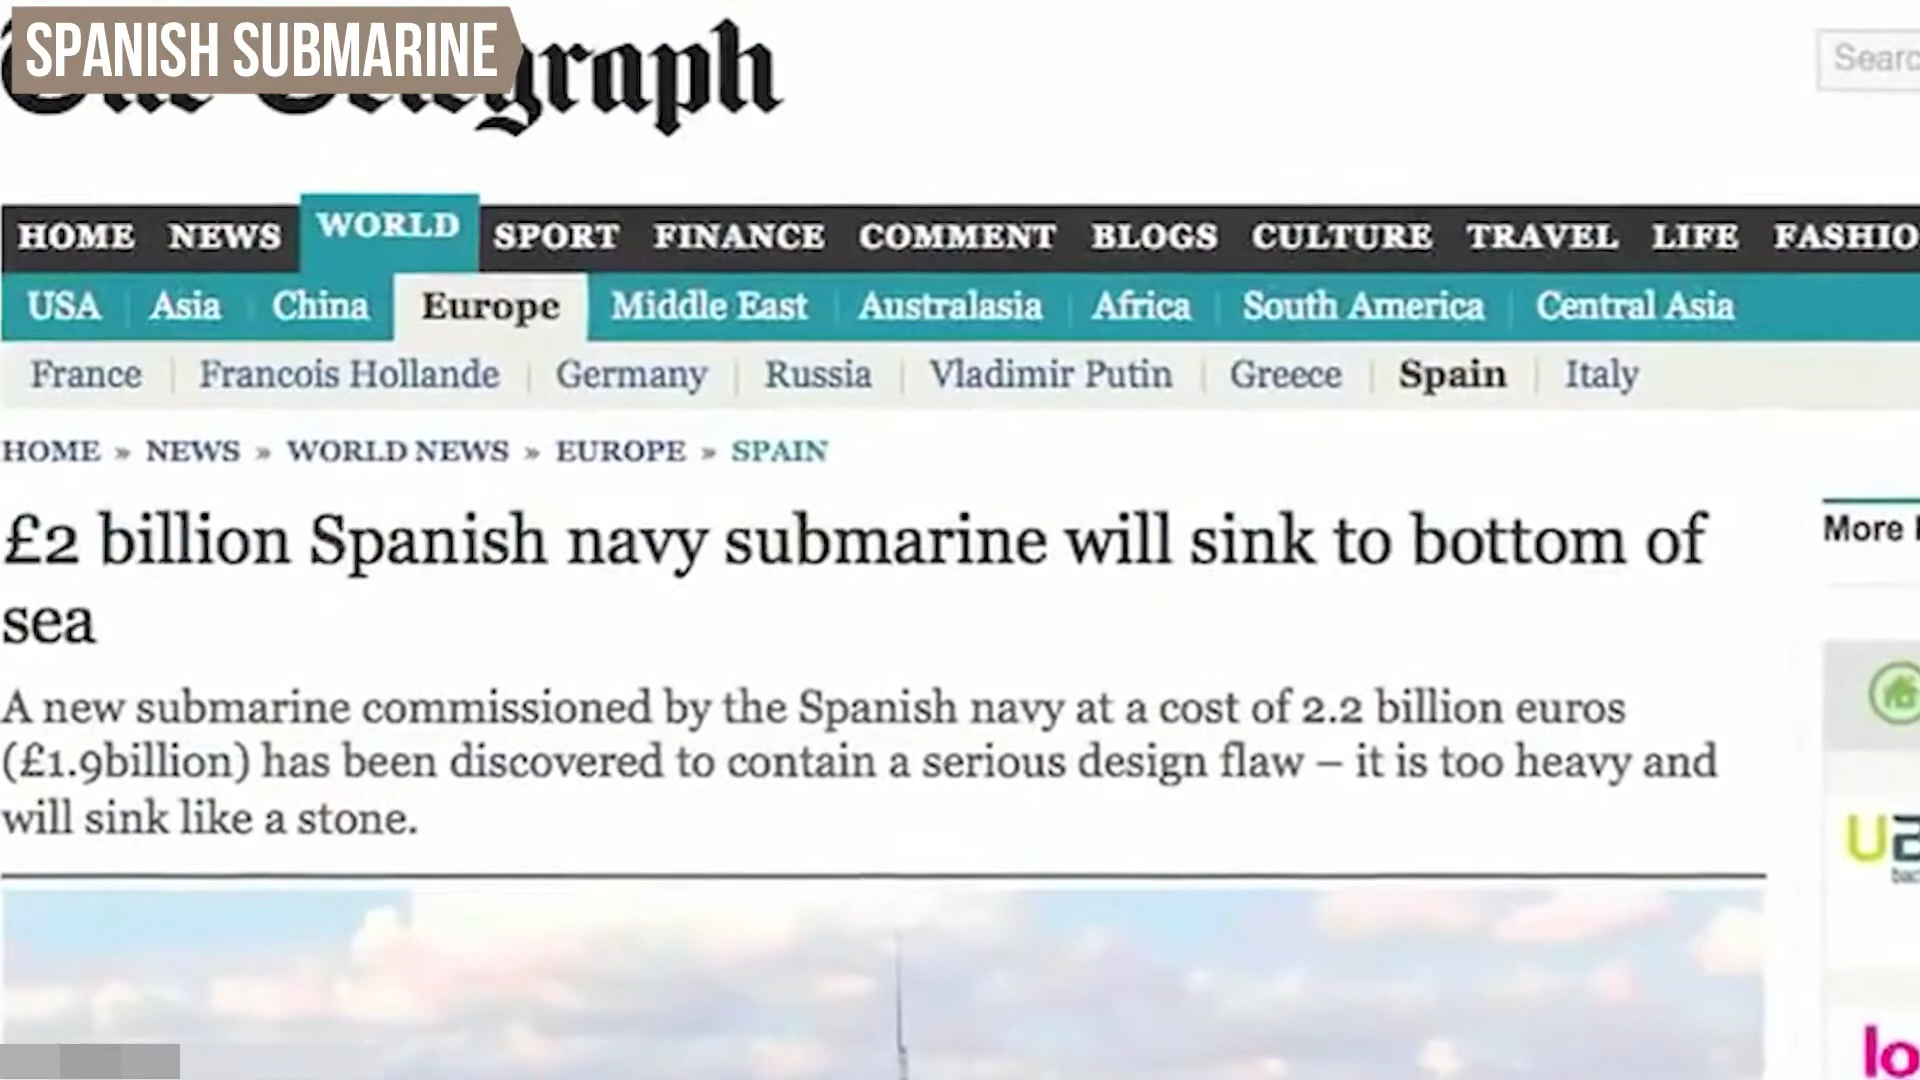 SPANISH SUBMARINE
graph
Searc
HOME NEWS WORLD SPORT FINANCE COMMENT BLOGS CULTURE TRAVEL LIFE FASHIO
USA Asia China Europe Middle East Australasia Africa South America Central Asia
France Francois Hollande Germany Russia Vladimir Putin Greece Spain Italy
HOME » NEWS » WORLD NEWS » EUROPE » SPAIN
£2 billion Spanish navy submarine will sink to bottom of
sea
A new submarine commissioned by the Spanish navy at a cost of 2.2 billion euros
(£1.9billion) has been discovered to contain a serious design flaw – it is too heavy and
will sink like a stone.
More
lo